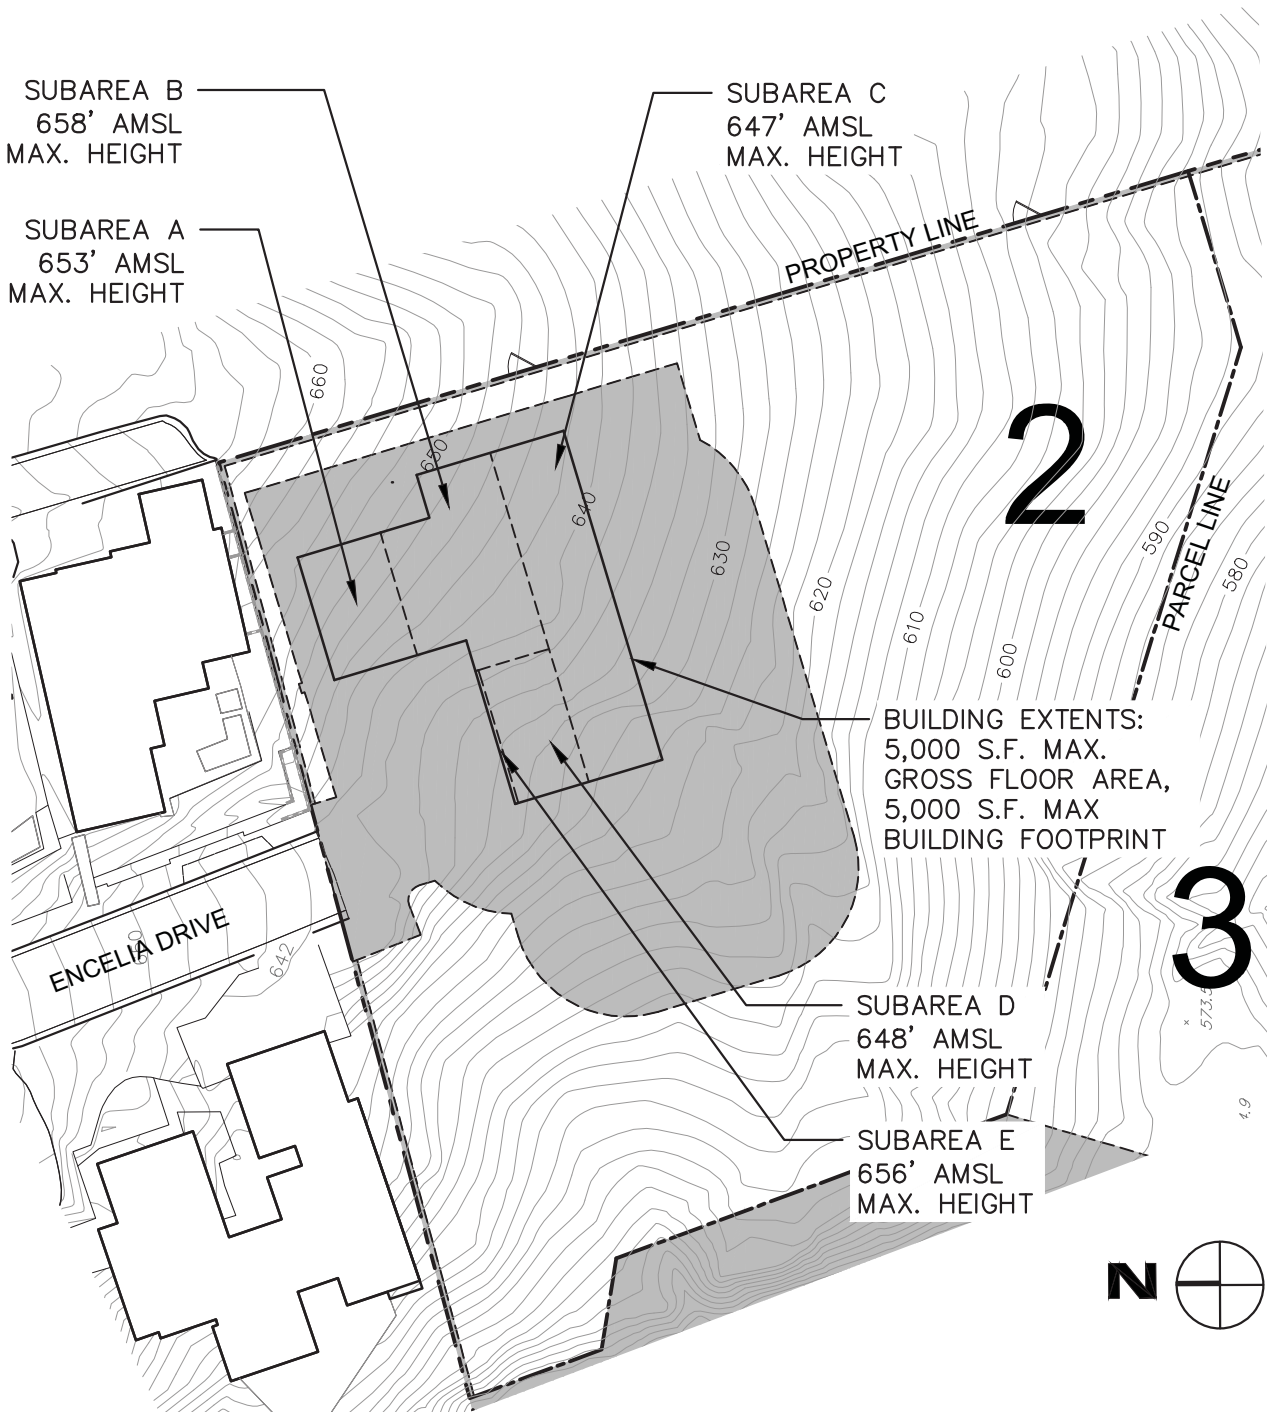 SUBAREA B
658' AMSL
MAX. HEIGHT
SUBAREA C
647' AMSL
MAX. HEIGHT
SUBAREA A
653' AMSL
MAX. HEIGHT
PROPERTY LINE
660
650
640
630
620
610
600
590
580
2
PARCEL LINE
BUILDING EXTENTS:
5,000 S.F. MAX.
GROSS FLOOR AREA,
5,000 S.F. MAX
BUILDING FOOTPRINT
3
ENCELIA DRIVE
642
SUBAREA D
648' AMSL
MAX. HEIGHT
SUBAREA E
656' AMSL
MAX. HEIGHT
N